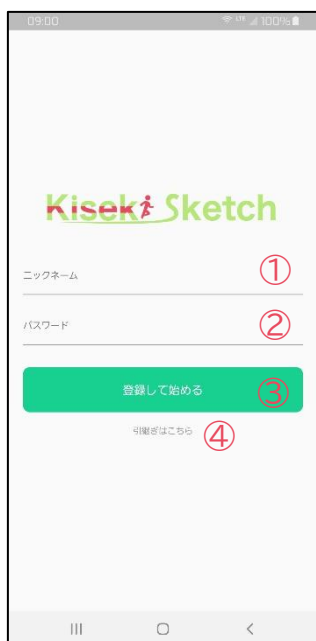 09:00 LTE 100%
Kiseki Sketch
ニックネーム ①
パスワード ②
登録して始める ③
引継ぎはこちら ④